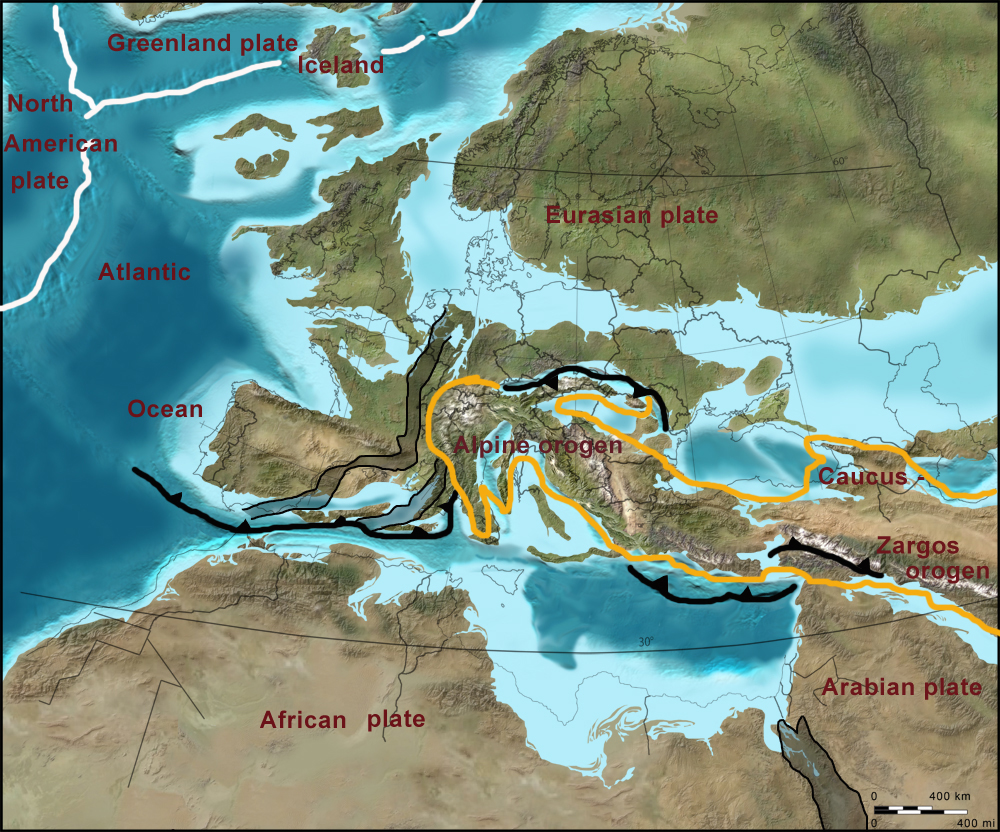 Greenland plate
Iceland
North
American
plate
60°
Eurasian plate
Atlantic
Ocean
Alpine orogen
Caucus -
Zargos
orogen
30°
Arabian plate
African plate
0 400 km
0 400 mi